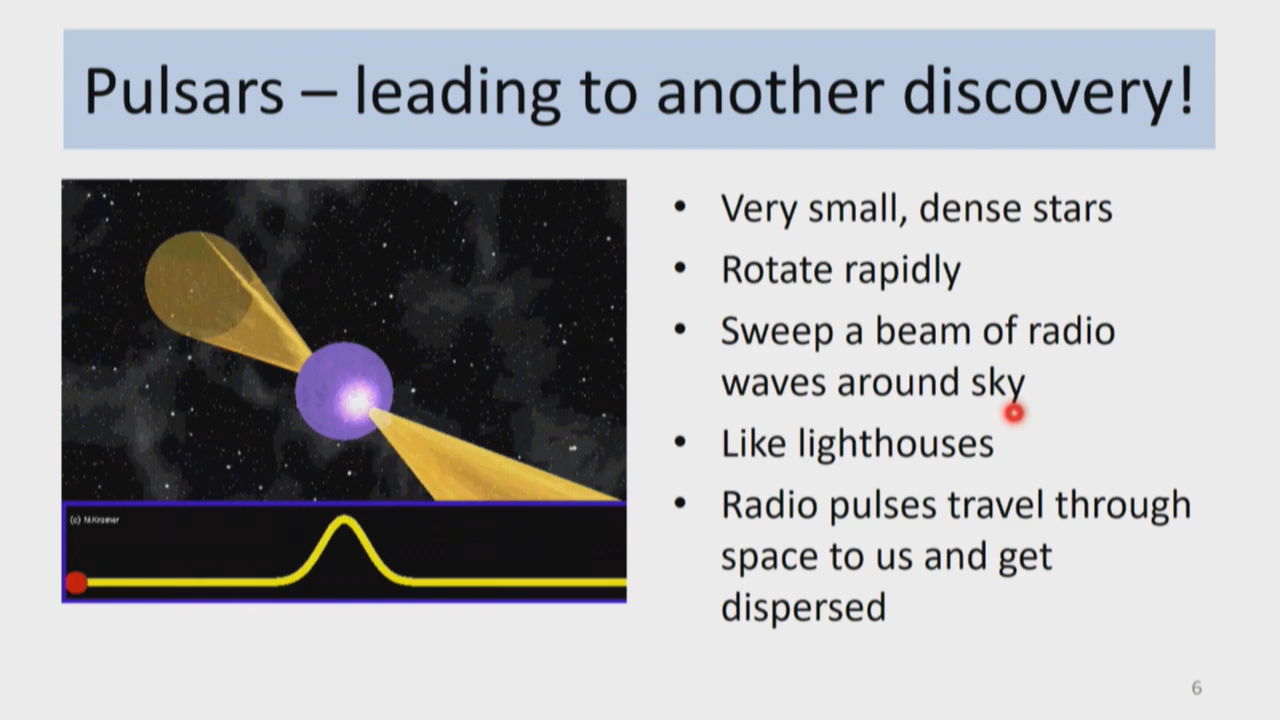 Pulsars – leading to another discovery!
(c) M.Kramer
• Very small, dense stars
• Rotate rapidly
• Sweep a beam of radio
waves around sky
• Like lighthouses
• Radio pulses travel through
space to us and get
dispersed
6